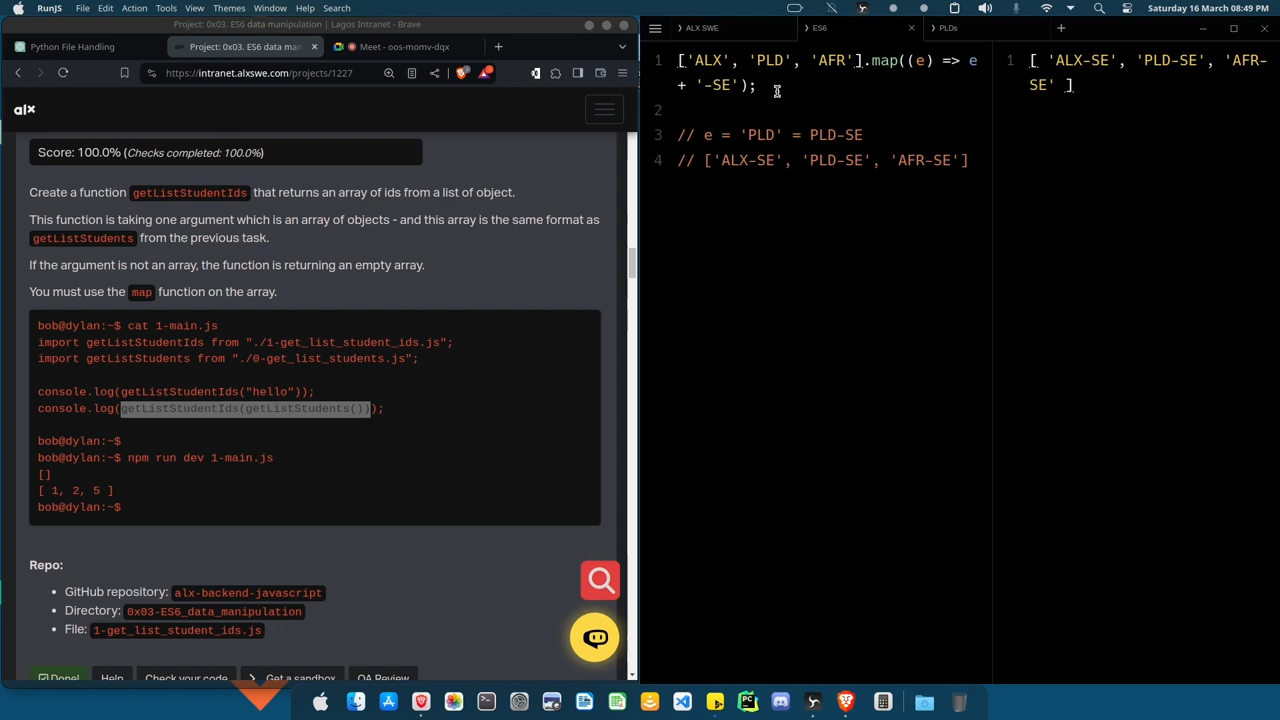 RunJS File Edit Action Tools View Themes Window Help Search
Saturday 16 March 08:49 PM
Project: 0x03. ES6 data manipulation | Lagos Intranet - Brave
Python File Handling
Project: 0x03. ES6 data man
Meet - oos-momv-dqx
https://intranet.alxswe.com/projects/1227
alx
Score: 100.0% (Checks completed: 100.0%)
Create a function getListStudentIds that returns an array of ids from a list of object.
This function is taking one argument which is an array of objects - and this array is the same format as
getListStudents from the previous task.
If the argument is not an array, the function is returning an empty array.
You must use the map function on the array.
bob@dylan:~$ cat 1-main.js
import getListStudentIds from "./1-get_list_student_ids.js";
import getListStudents from "./0-get_list_students.js";
console.log(getListStudentIds("hello"));
console.log(getListStudentIds(getListStudents()));
bob@dylan:~$
bob@dylan:~$ npm run dev 1-main.js
[]
[ 1, 2, 5 ]
bob@dylan:~$
Repo:
• GitHub repository: alx-backend-javascript
• Directory: 0x03-ES6_data_manipulation
• File: 1-get_list_student_ids.js
Done! Help Check your code > Get a sandbox QA Review
ALX SWE
ES6
PLDs
1 ['ALX', 'PLD', 'AFR'].map((e) => e
+ '-SE');
2
3 // e = 'PLD' = PLD-SE
4 // ['ALX-SE', 'PLD-SE', 'AFR-SE']
1 [ 'ALX-SE', 'PLD-SE', 'AFR-
SE' ]